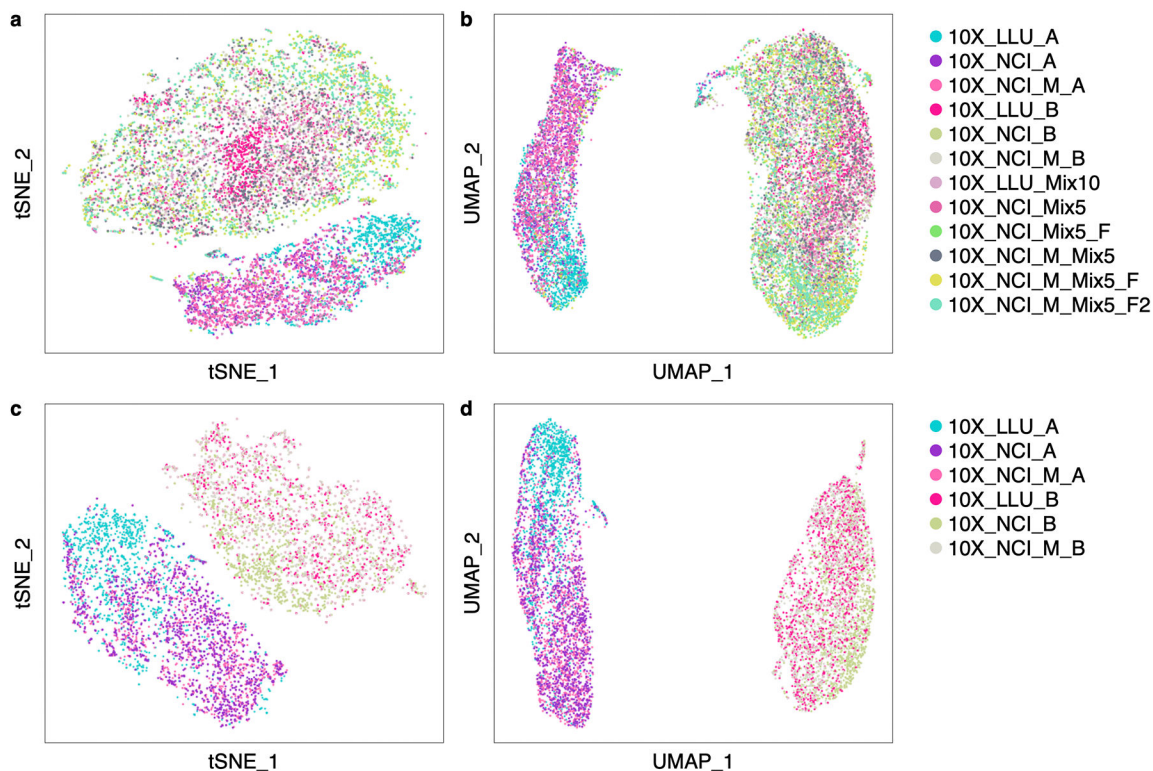 a
b
tSNE_2
tSNE_1
UMAP_2
UMAP_1
10X_LLU_A
10X_NCI_A
10X_NCI_M_A
10X_LLU_B
10X_NCI_B
10X_NCI_M_B
10X_LLU_Mix10
10X_NCI_Mix5
10X_NCI_Mix5_F
10X_NCI_M_Mix5
10X_NCI_M_Mix5_F
10X_NCI_M_Mix5_F2
c
d
tSNE_2
tSNE_1
UMAP_2
UMAP_1
10X_LLU_A
10X_NCI_A
10X_NCI_M_A
10X_LLU_B
10X_NCI_B
10X_NCI_M_B